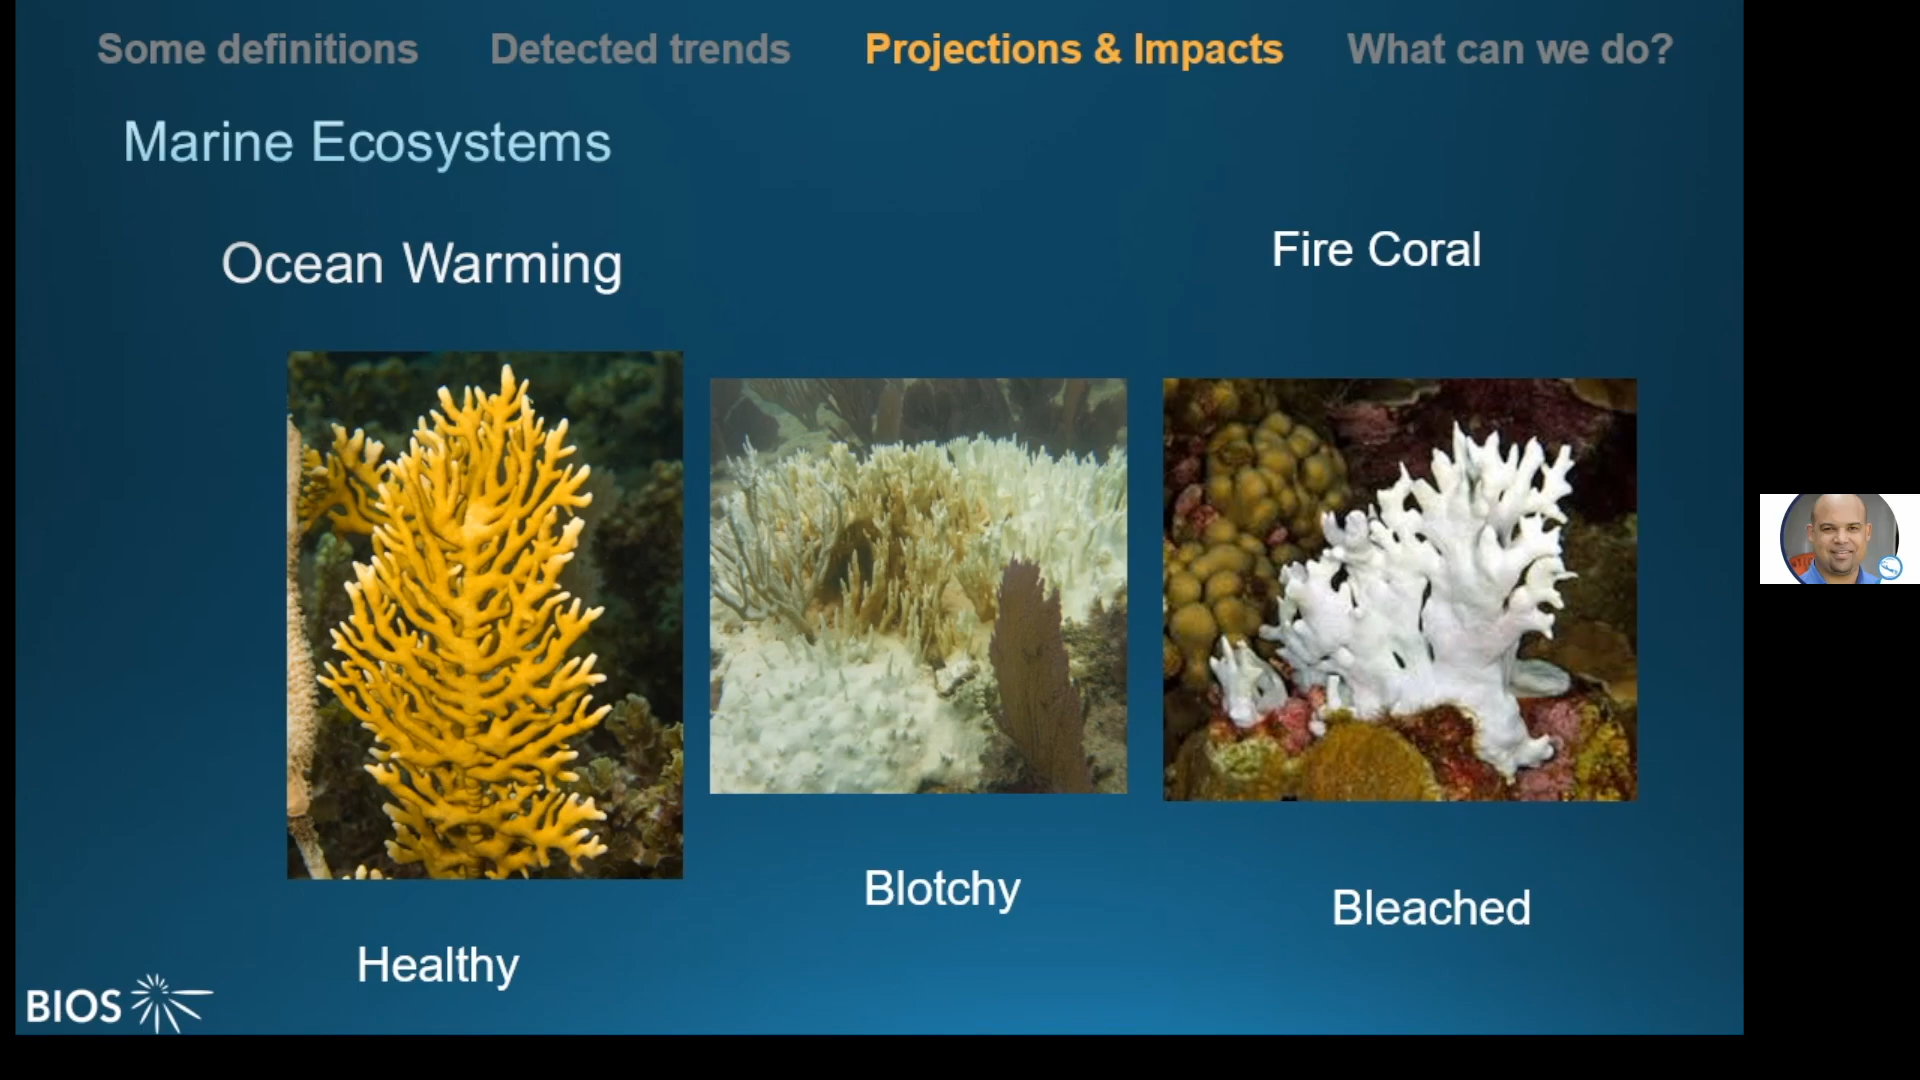 Some definitions Detected trends Projections & Impacts What can we do?
Marine Ecosystems
Ocean Warming
Fire Coral
Healthy
Blotchy
Bleached
BIOS